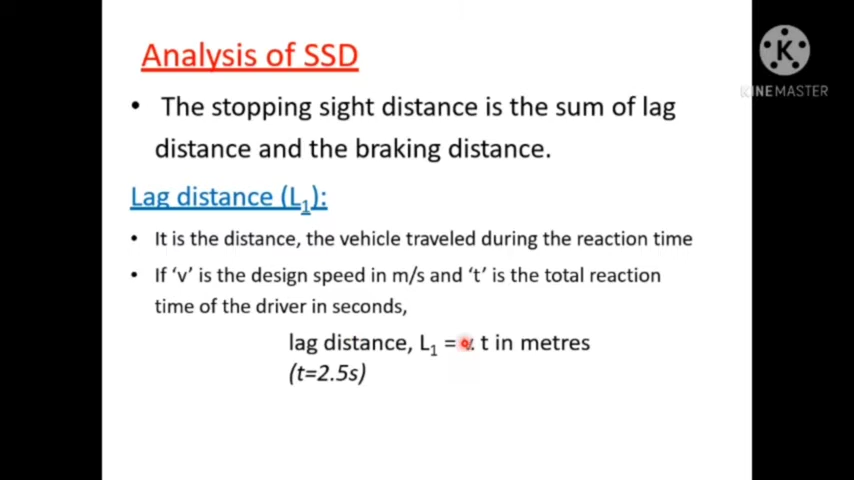 Analysis of SSD
K
KINEMASTER
• The stopping sight distance is the sum of lag
distance and the braking distance.
Lag distance (L1):
• It is the distance, the vehicle traveled during the reaction time
• If ‘v’ is the design speed in m/s and ‘t’ is the total reaction
time of the driver in seconds,
lag distance, L1 = . t in metres
(t=2.5s)